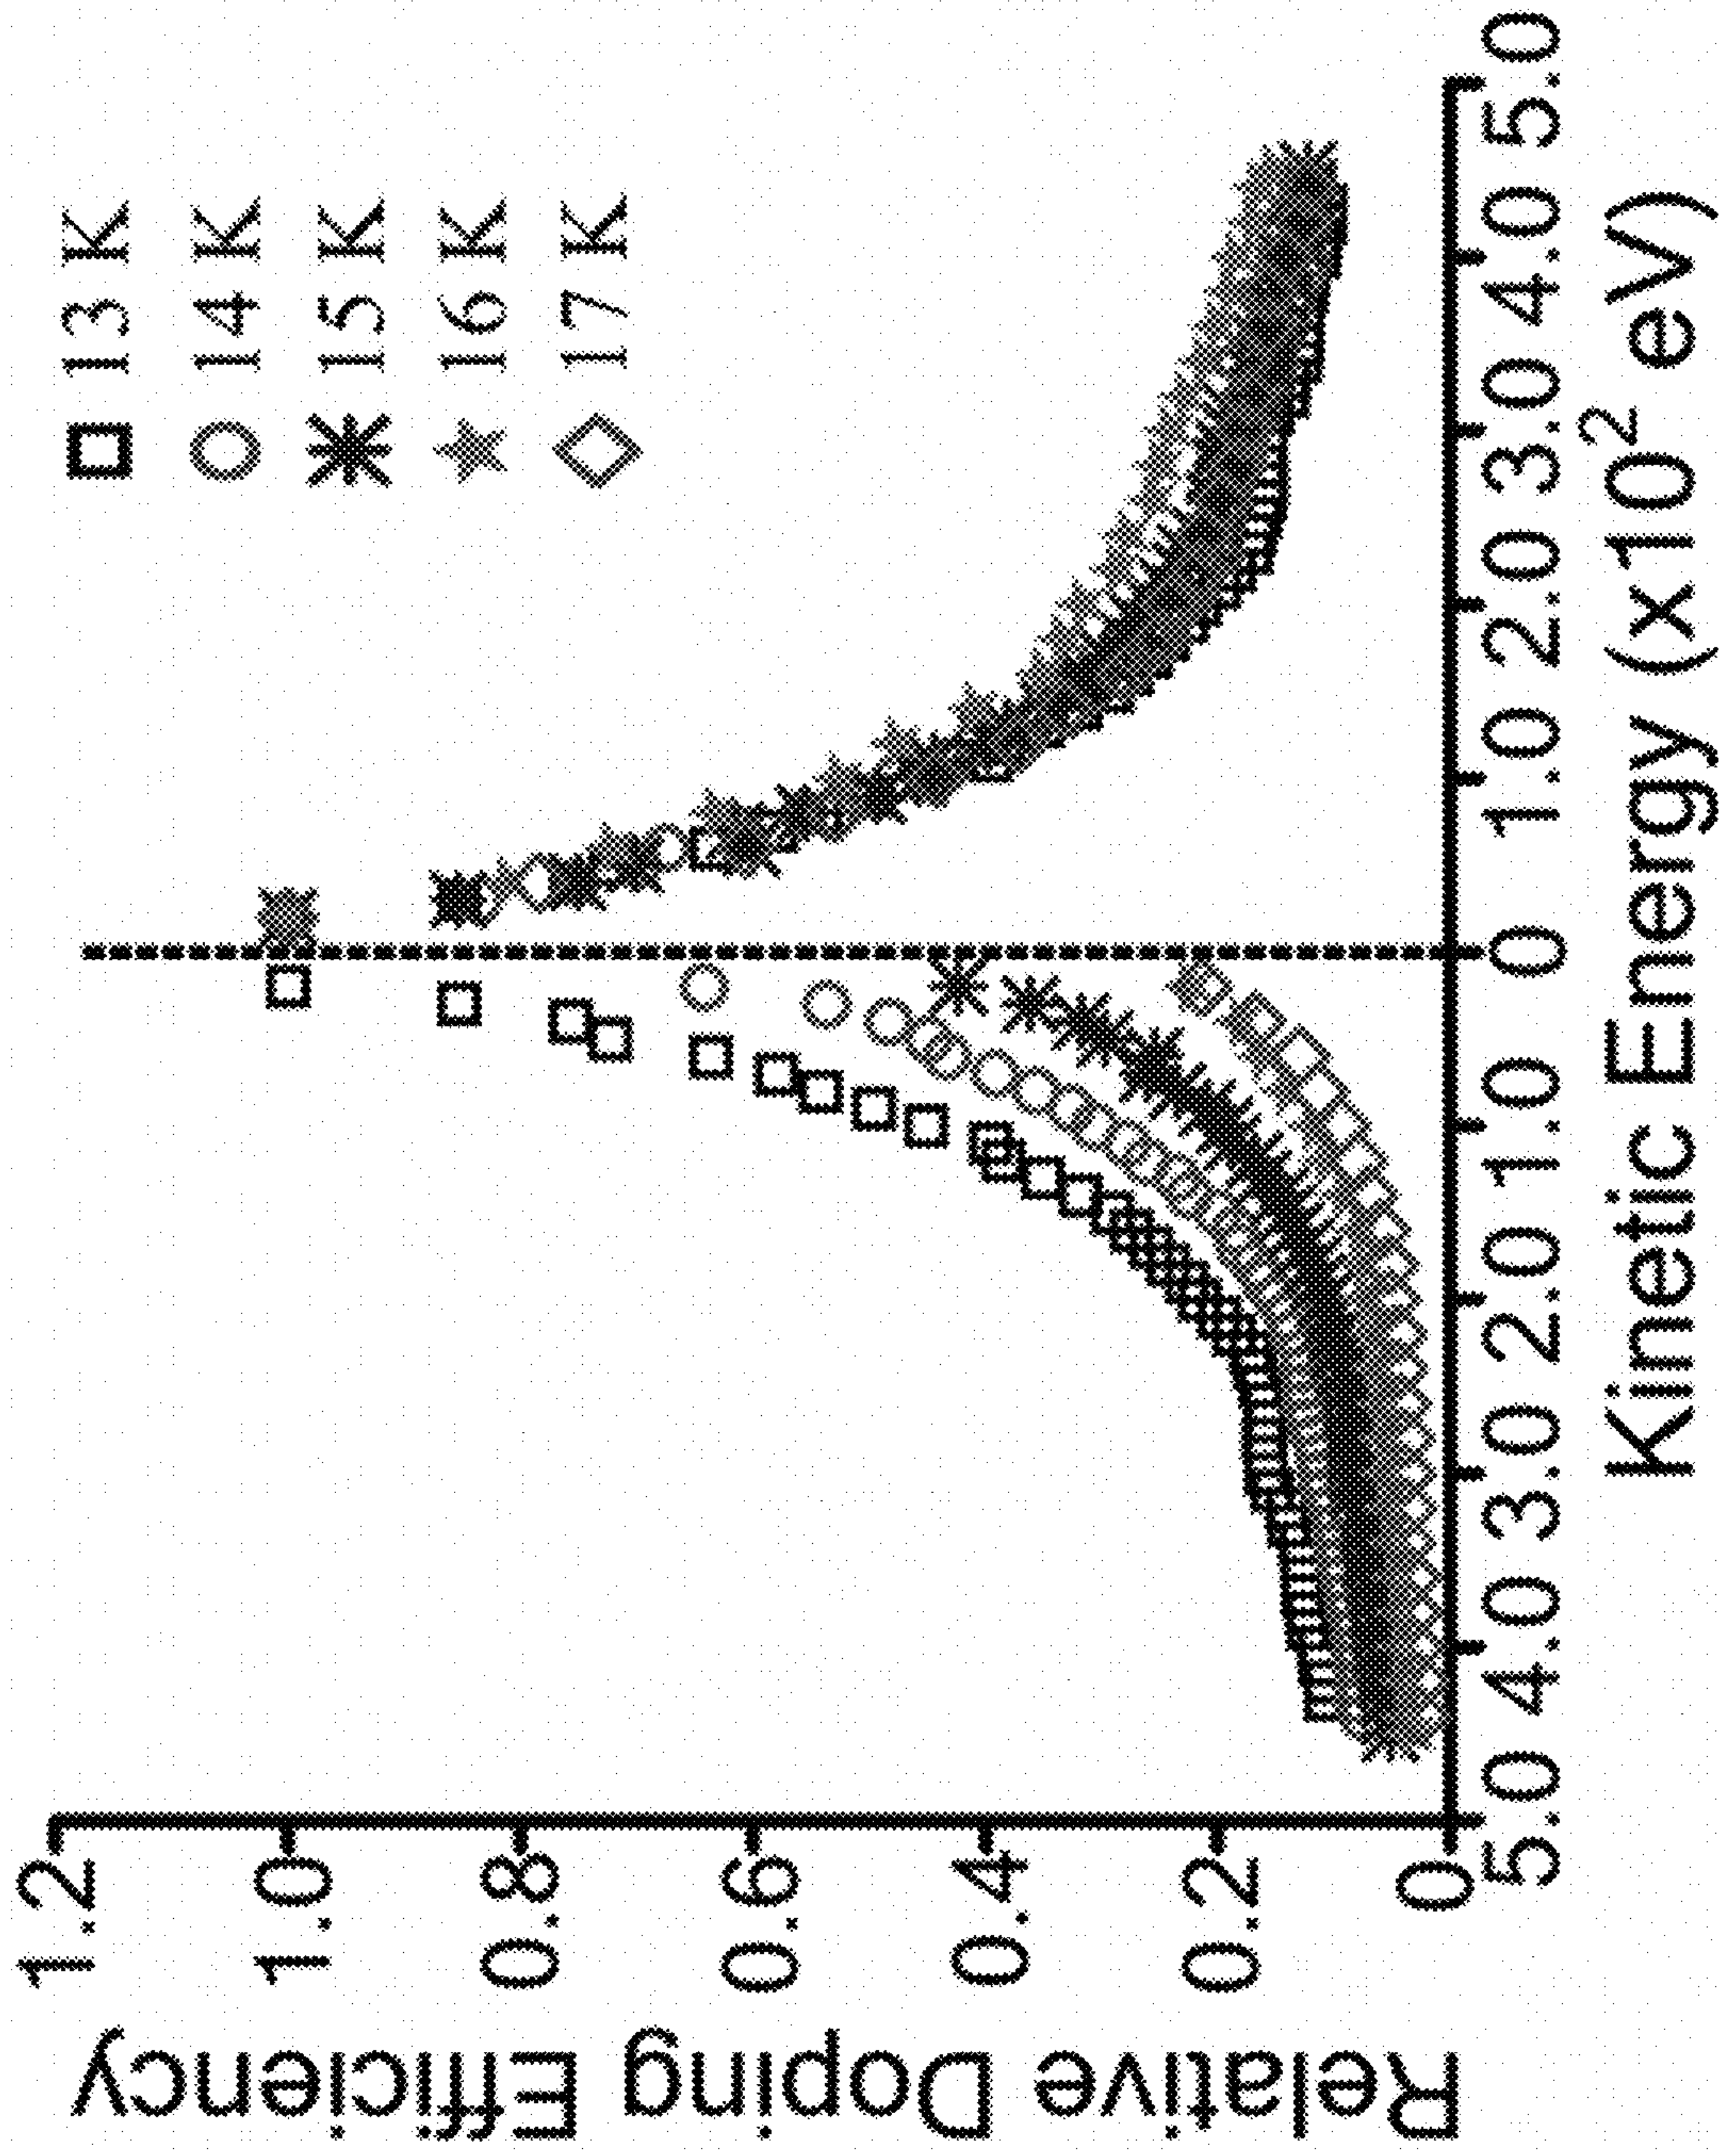 Relative Doping Efficiency
1.2
1.0
0.8
0.6
0.4
0.2
0
13 K
14 K
15 K
16 K
17 K
5.0 4.0 3.0 2.0 1.0 0 1.0 2.0 3.0 4.0 5.0
Kinetic Energy (x10² eV)